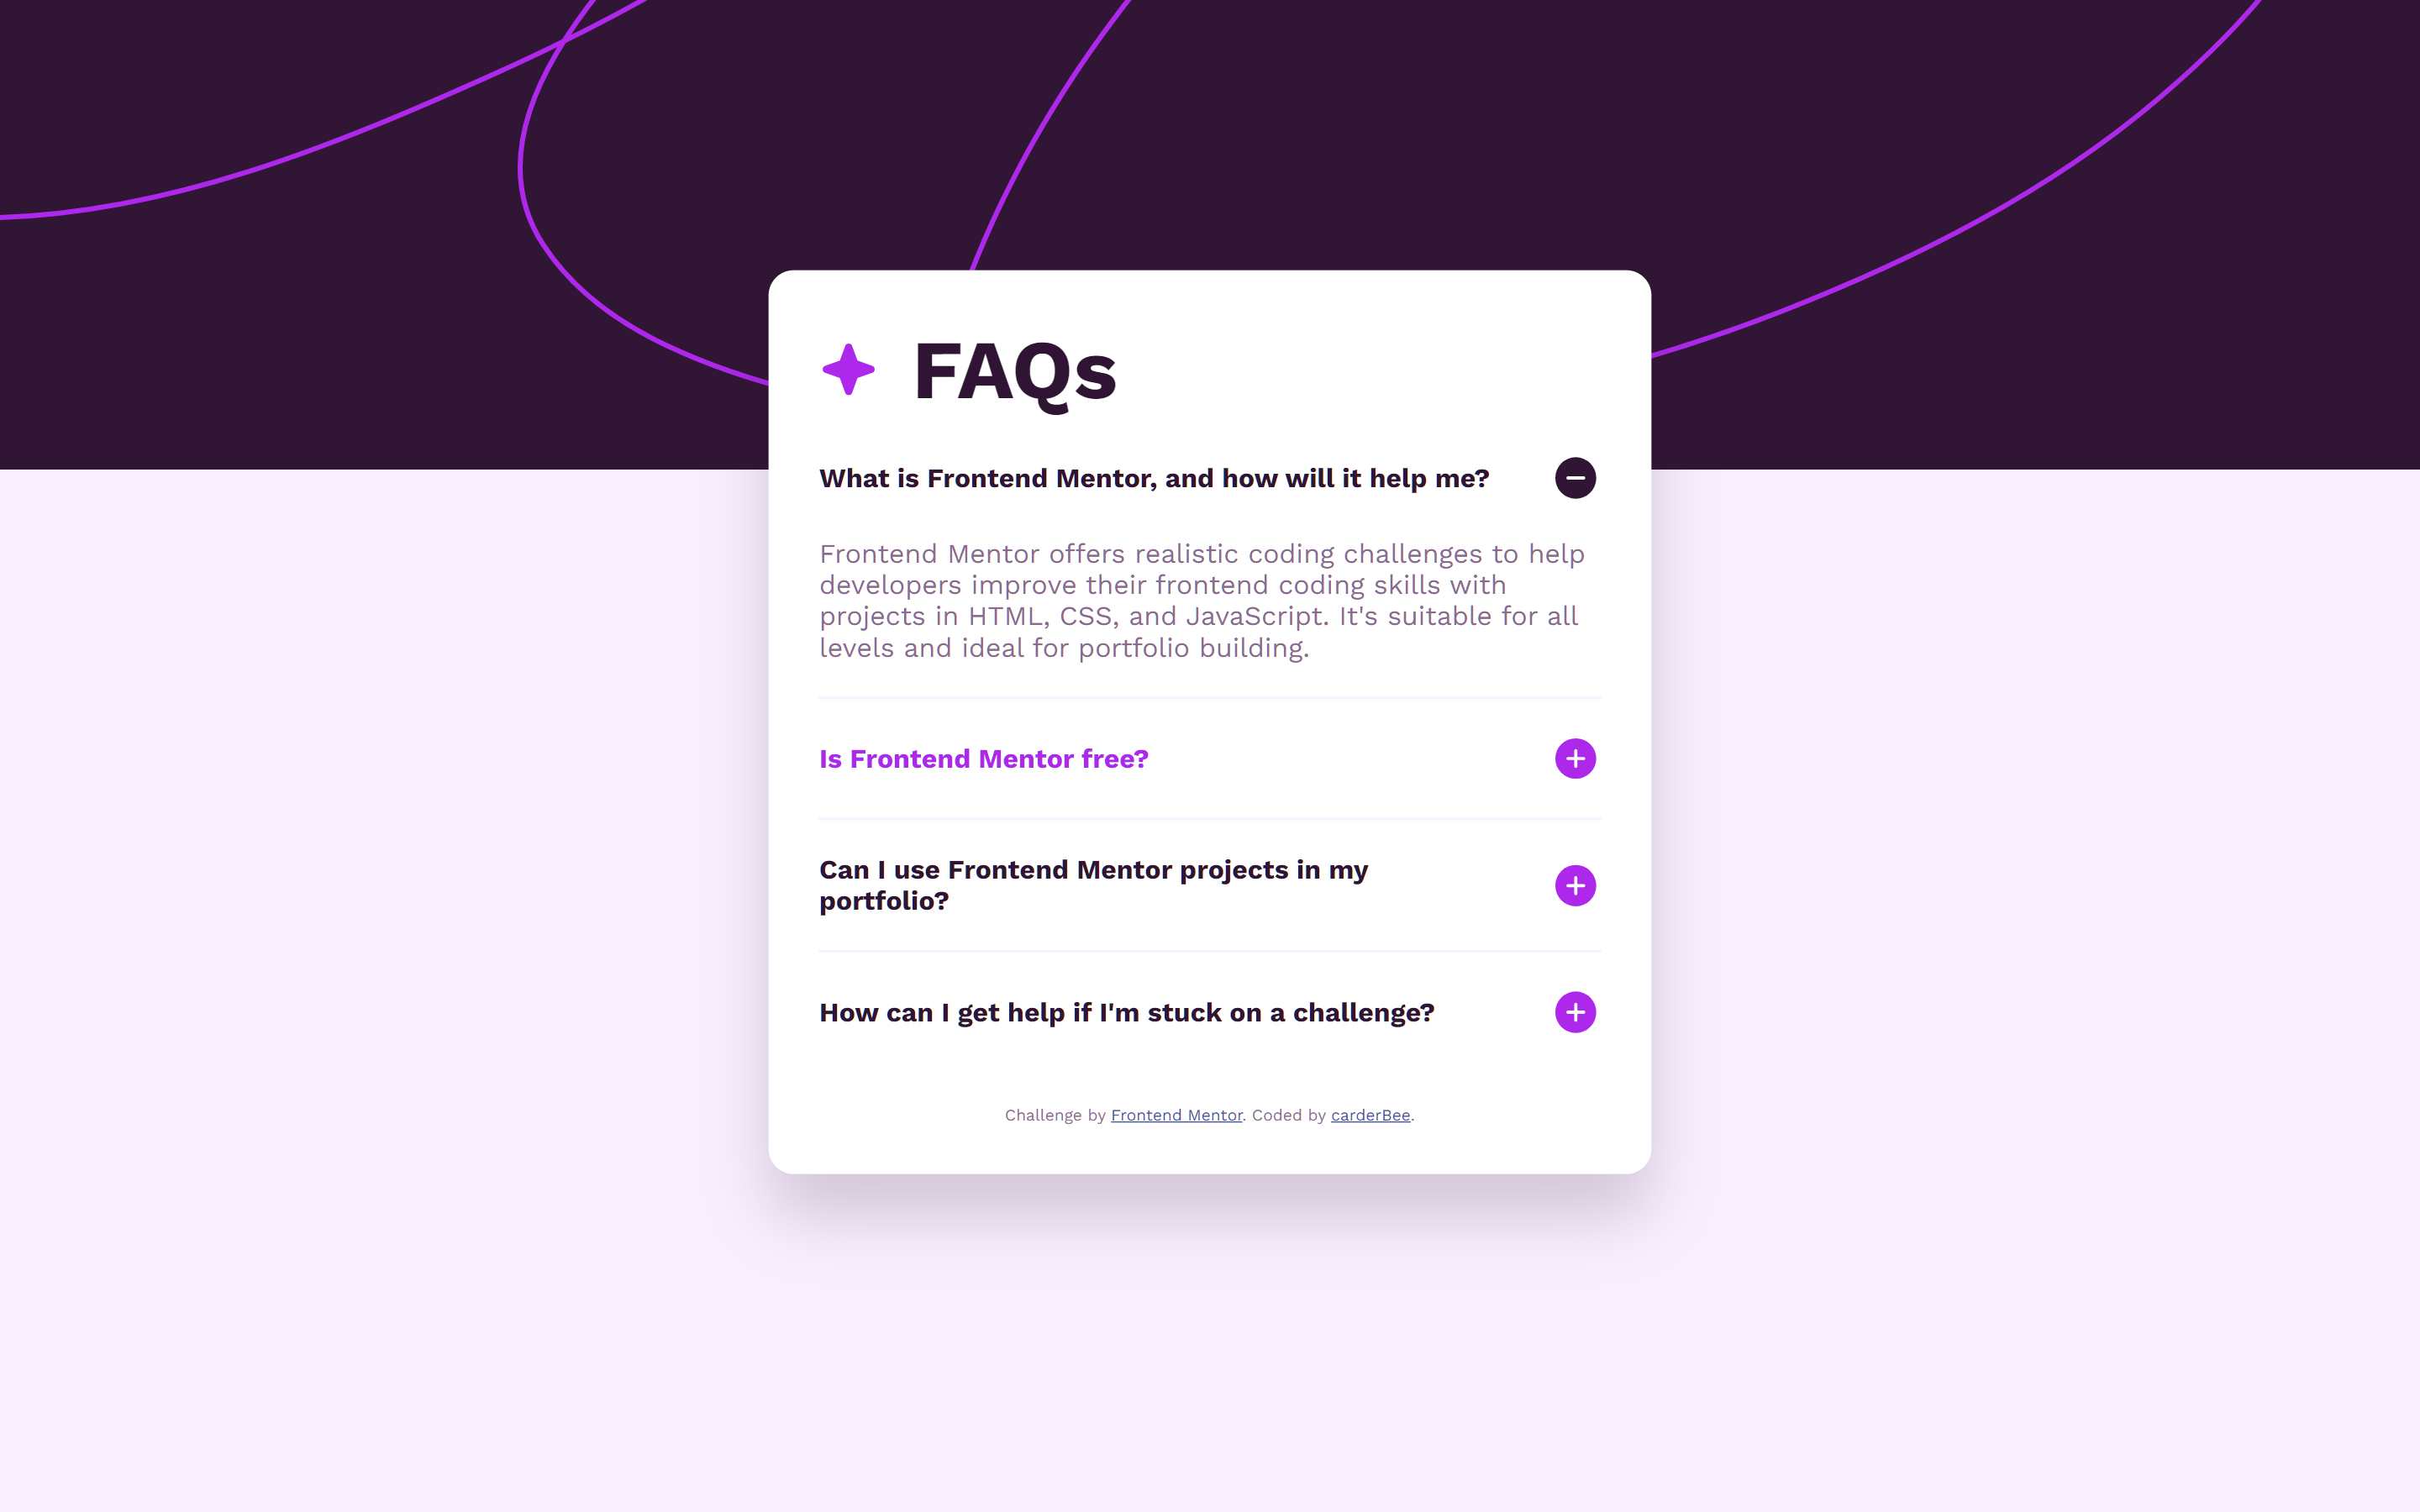 FAQs
What is Frontend Mentor, and how will it help me?
Frontend Mentor offers realistic coding challenges to help
developers improve their frontend coding skills with
projects in HTML, CSS, and JavaScript. It's suitable for all
levels and ideal for portfolio building.
Is Frontend Mentor free?
Can I use Frontend Mentor projects in my
portfolio?
How can I get help if I'm stuck on a challenge?
Challenge by Frontend Mentor. Coded by carderBee.